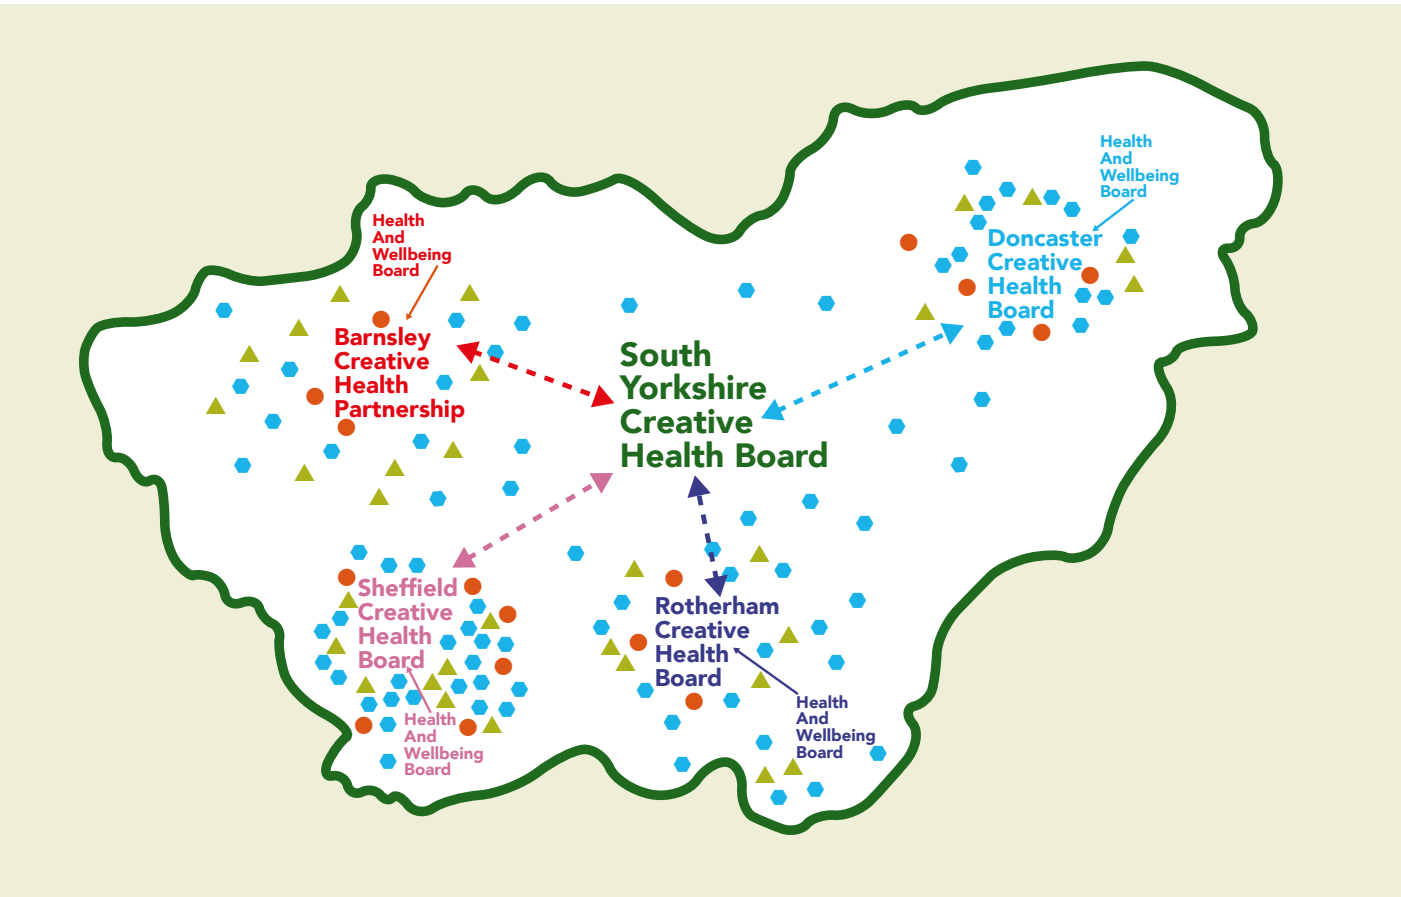 Health
And
Wellbeing
Board
Doncaster
Creative
Health
Board
Health
And
Wellbeing
Board
Barnsley
Creative
Health
Partnership
South
Yorkshire
Creative
Health Board
Sheffield
Creative
Health
Board
Health
And
Wellbeing
Board
Rotherham
Creative
Health
Board
Health
And
Wellbeing
Board